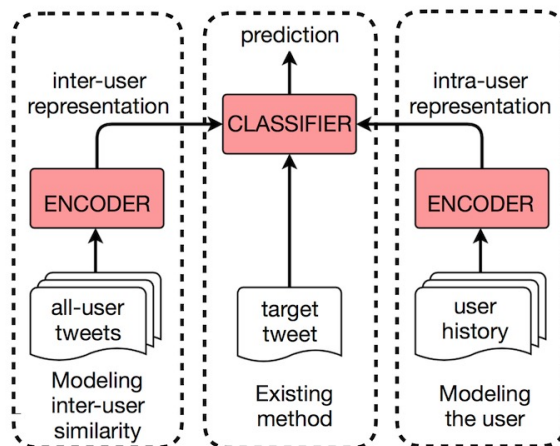 prediction
inter-user
representation
CLASSIFIER
intra-user
representation
ENCODER
ENCODER
all-user
tweets
target
tweet
user
history
Modeling
inter-user
similarity
Existing
method
Modeling
the user